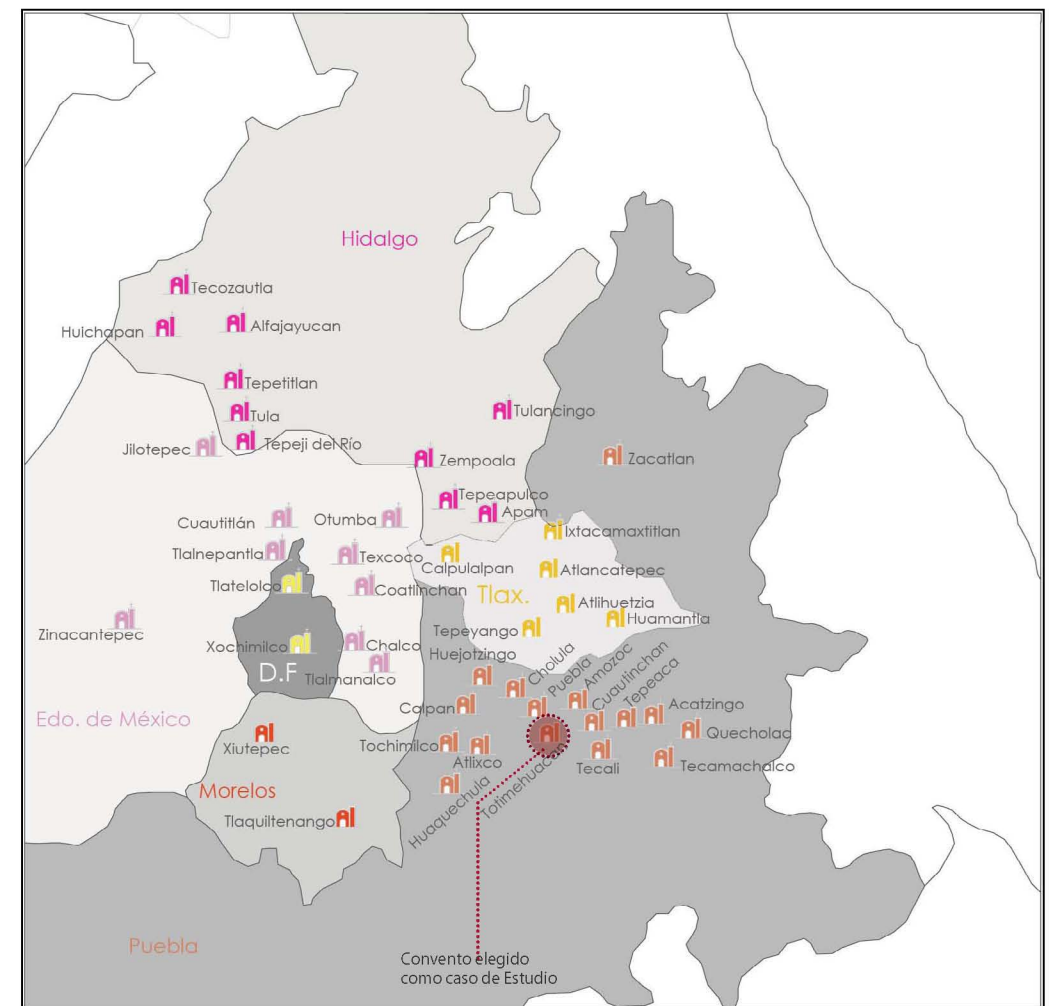 Hidalgo
Tecozautla
Huichapan
Alfajayucan
Tepetitlan
Tula
Tulancingo
Jilotepec
Tepeji del Río
Zempoala
Zacatlan
Tepeapulco
Apam
Cuautitlán
Otumba
Ixtacamaxtitlan
Tlalnepantla
Texcoco
Calpulalpan
Atlancatepec
Tlatelolco
Coatlinchan
Tlax.
Atlihuetzia
Huamantla
Zinacantepec
Tepeyango
Xochimilco
Chalco
Huejotzingo
D.F
Tlalmanalco
Cholula
Puebla
Amozoc
Cuautinchan
Tepeaca
Calpan
Acatzingo
Edo. de México
Quecholac
Xiutepec
Tochimilco
Atlixco
Tecali
Tecamachalco
Morelos
Huaquechula
Totimehuacan
Tlaquiltenango
Puebla
Convento elegido
como caso de Estudio